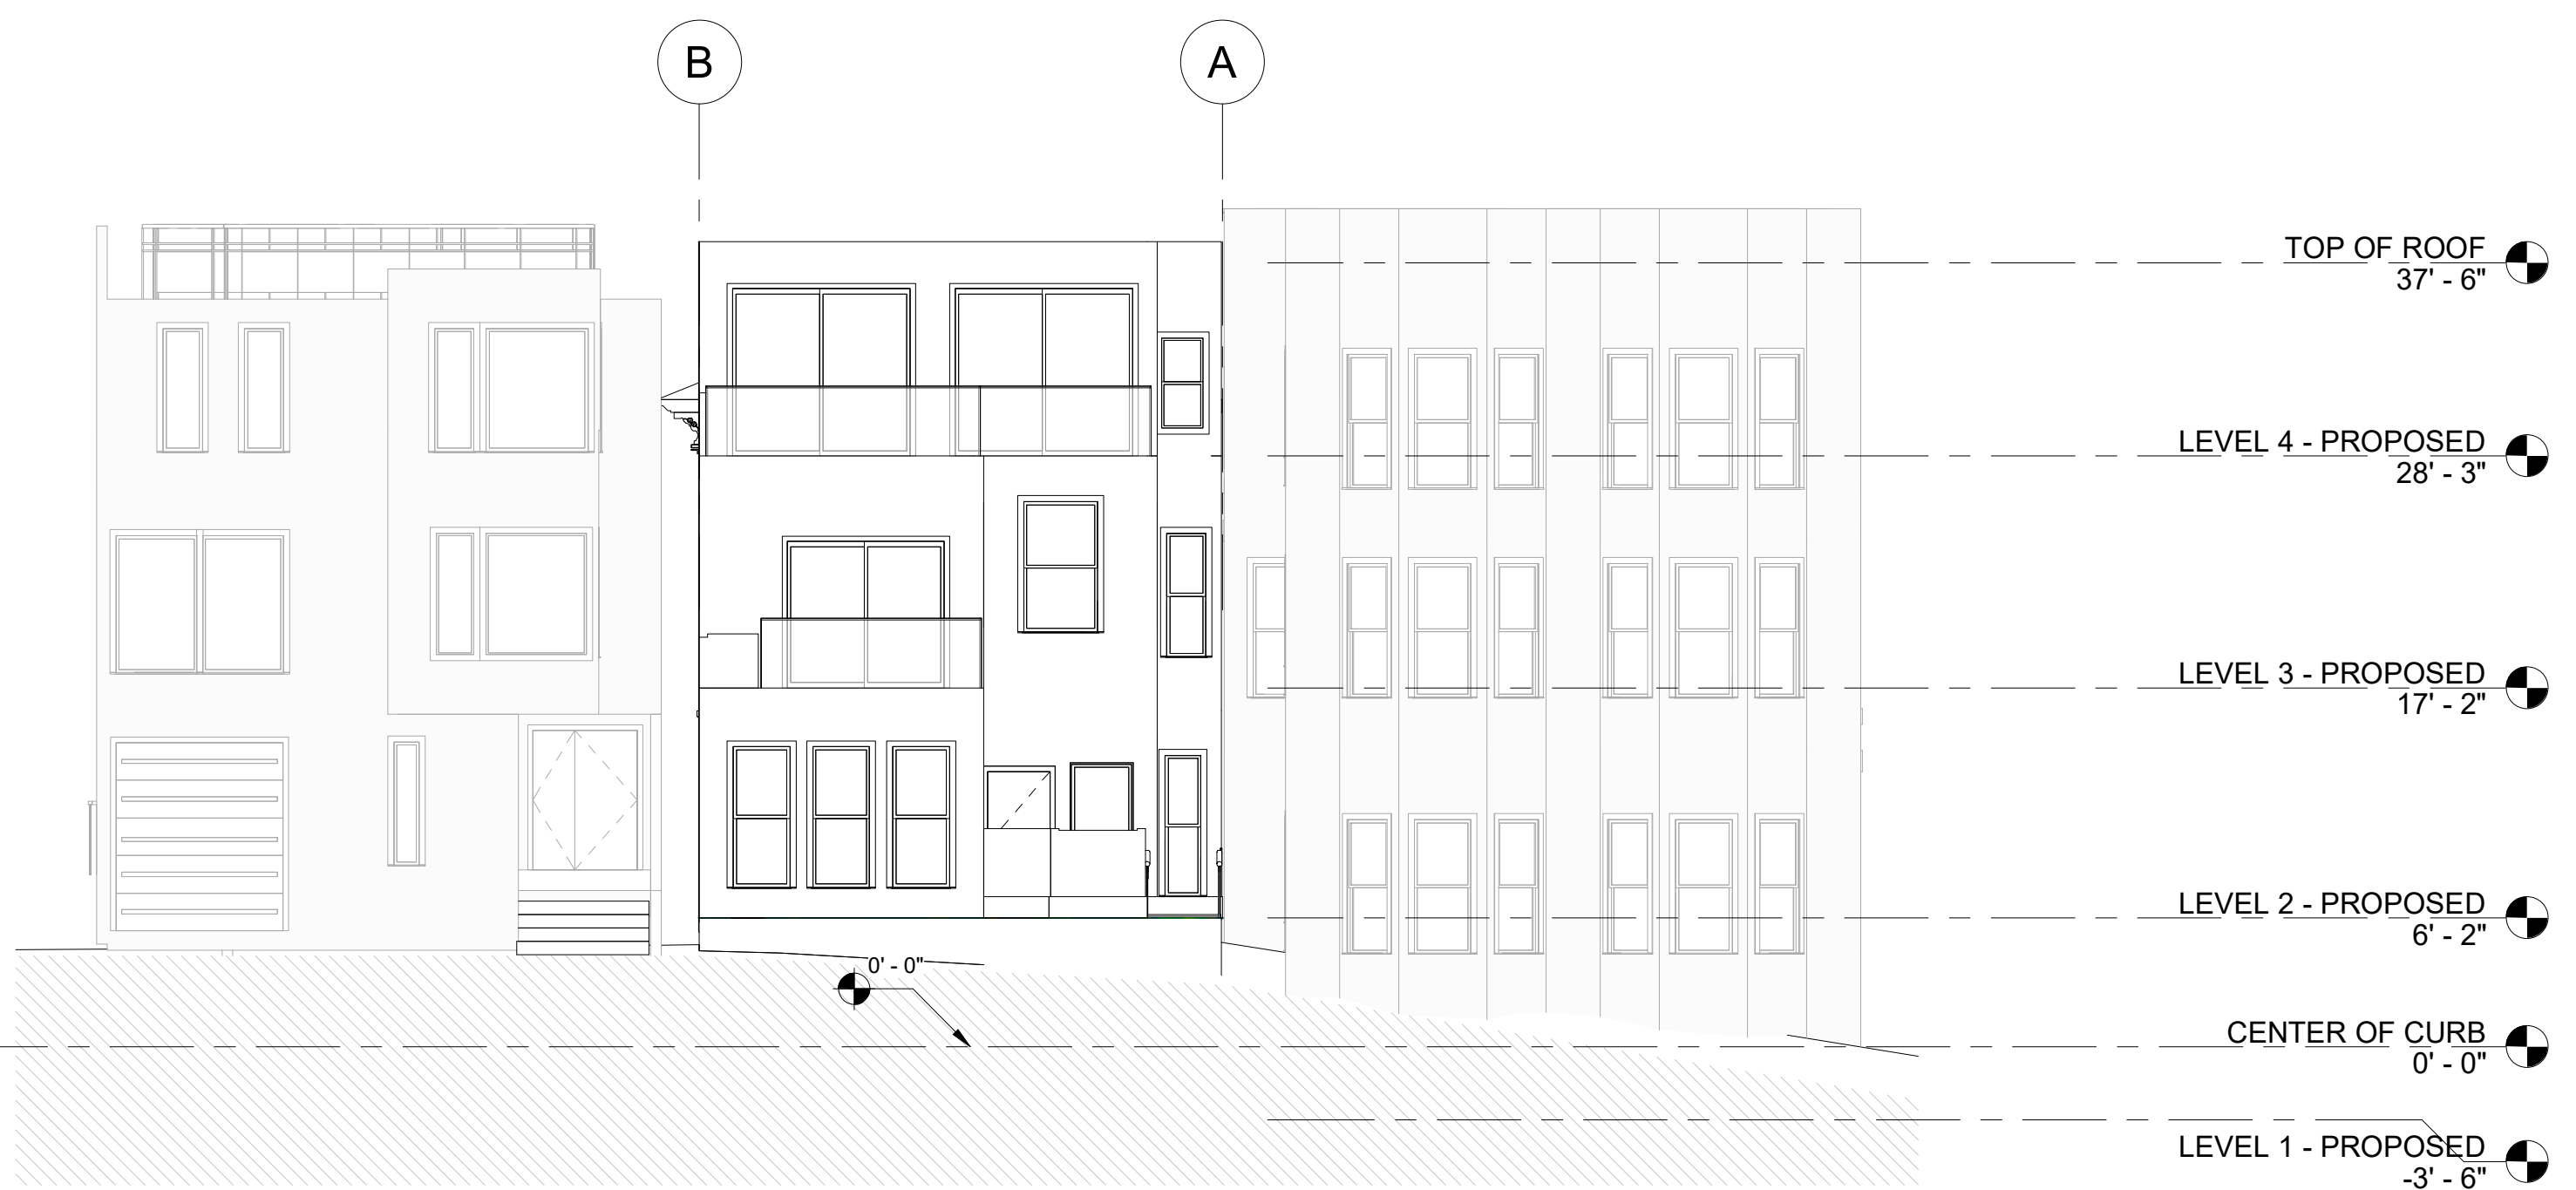 B
A
TOP OF ROOF
37' - 6"
LEVEL 4 - PROPOSED
28' - 3"
LEVEL 3 - PROPOSED
17' - 2"
LEVEL 2 - PROPOSED
6' - 2"
0' - 0"
CENTER OF CURB
0' - 0"
LEVEL 1 - PROPOSED
-3' - 6"